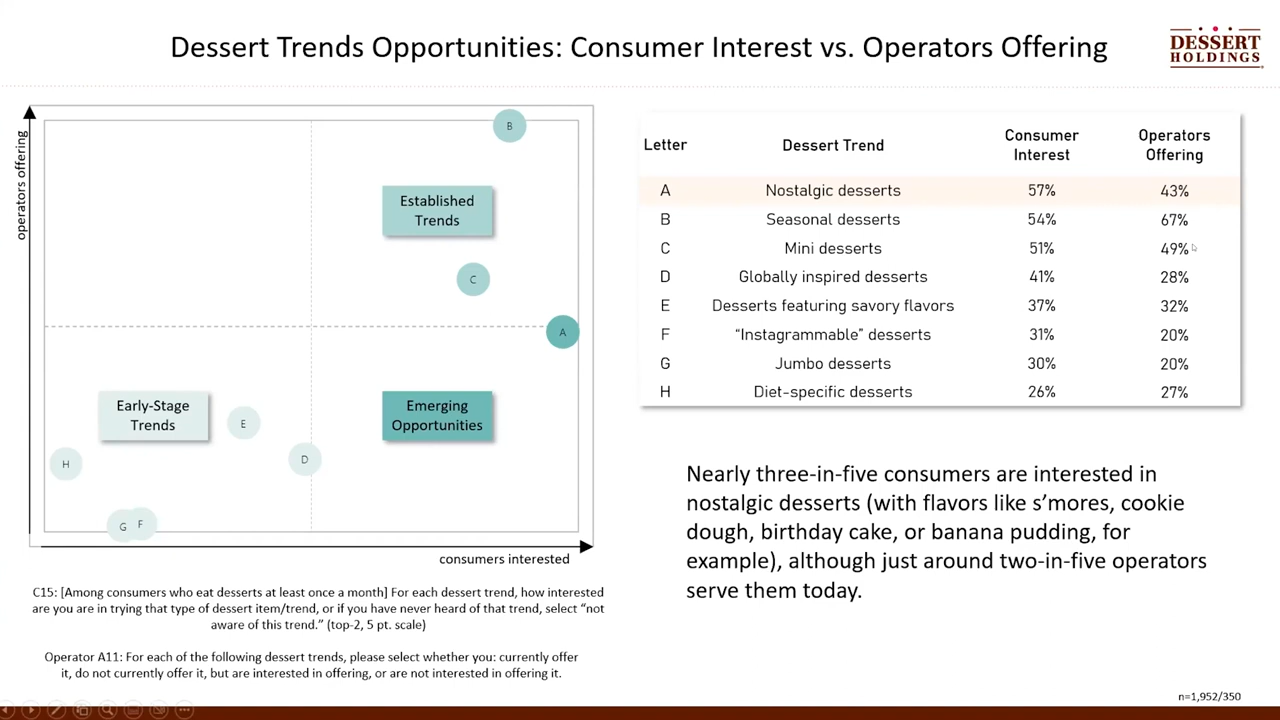 Dessert Trends Opportunities: Consumer Interest vs. Operators Offering
DESSERT
HOLDINGS
operators offering
B
Established
Trends
C
A
Early-Stage
Trends
Emerging
Opportunities
E
D
H
G
F
consumers interested
C15: [Among consumers who eat desserts at least once a month] For each dessert trend, how interested
are you are in trying that type of dessert item/trend, or if you have never heard of that trend, select “not
aware of this trend.” (top-2, 5 pt. scale)
Operator A11: For each of the following dessert trends, please select whether you: currently offer
it, do not currently offer it, but are interested in offering, or are not interested in offering it.
Letter Dessert Trend Consumer Interest Operators Offering
A Nostalgic desserts 57% 43%
B Seasonal desserts 54% 67%
C Mini desserts 51% 49%
D Globally inspired desserts 41% 28%
E Desserts featuring savory flavors 37% 32%
F “Instagrammable” desserts 31% 20%
G Jumbo desserts 30% 20%
H Diet-specific desserts 26% 27%
Nearly three-in-five consumers are interested in
nostalgic desserts (with flavors like s’mores, cookie
dough, birthday cake, or banana pudding, for
example), although just around two-in-five operators
serve them today.
n=1,952/350